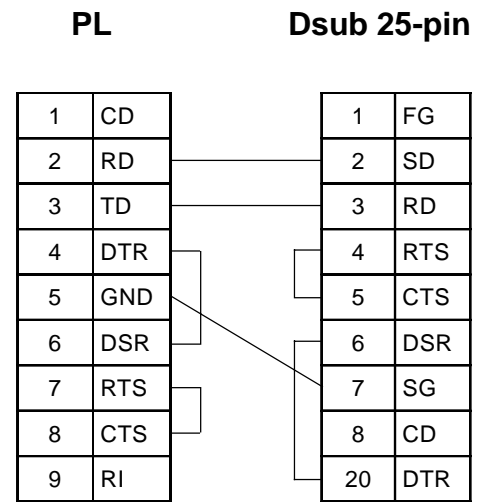 PL Dsub 25-pin
1 CD 1 FG
2 RD 2 SD
3 TD 3 RD
4 DTR 4 RTS
5 GND 5 CTS
6 DSR 6 DSR
7 RTS 7 SG
8 CTS 8 CD
9 RI 20 DTR